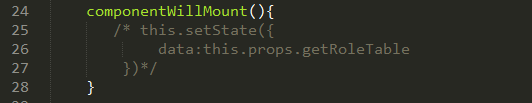 24 componentWillMount(){
25 /* this.setState({
26 data:this.props.getRoleTable
27 })*/
28 }